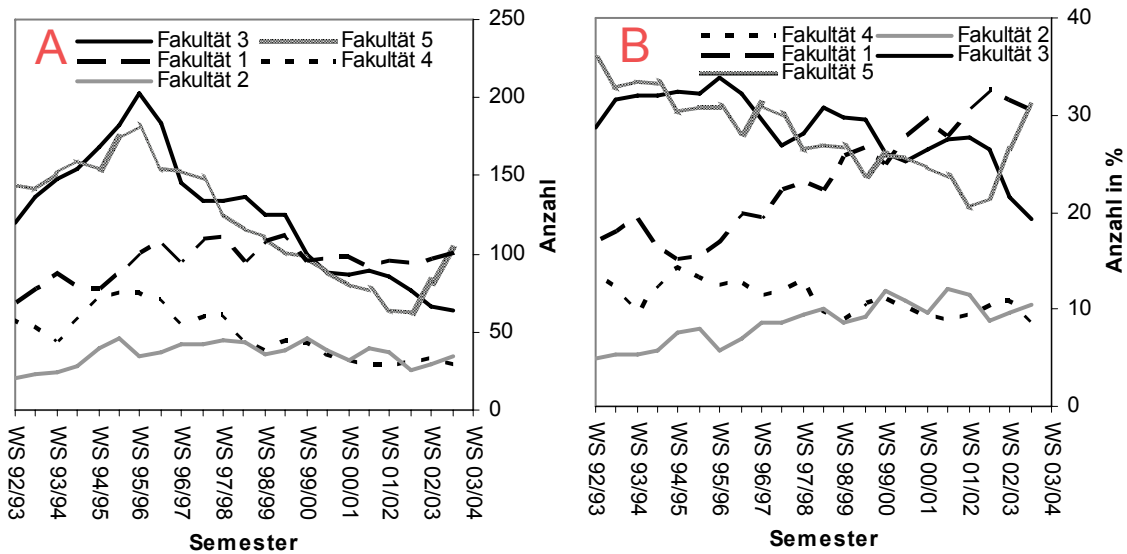 A
Fakultät 3
Fakultät 5
Fakultät 1
Fakultät 4
Fakultät 2
250
200
150
100
50
0
Anzahl
WS 92/93
WS 93/94
WS 94/95
WS 95/96
WS 96/97
WS 97/98
WS 98/99
WS 99/00
WS 00/01
WS 01/02
WS 02/03
WS 03/04
Semester
B
Fakultät 4
Fakultät 2
Fakultät 1
Fakultät 3
Fakultät 5
40
30
20
10
0
Anzahl in %
WS 92/93
WS 93/94
WS 94/95
WS 95/96
WS 96/97
WS 97/98
WS 98/99
WS 99/00
WS 00/01
WS 01/02
WS 02/03
WS 03/04
Semester